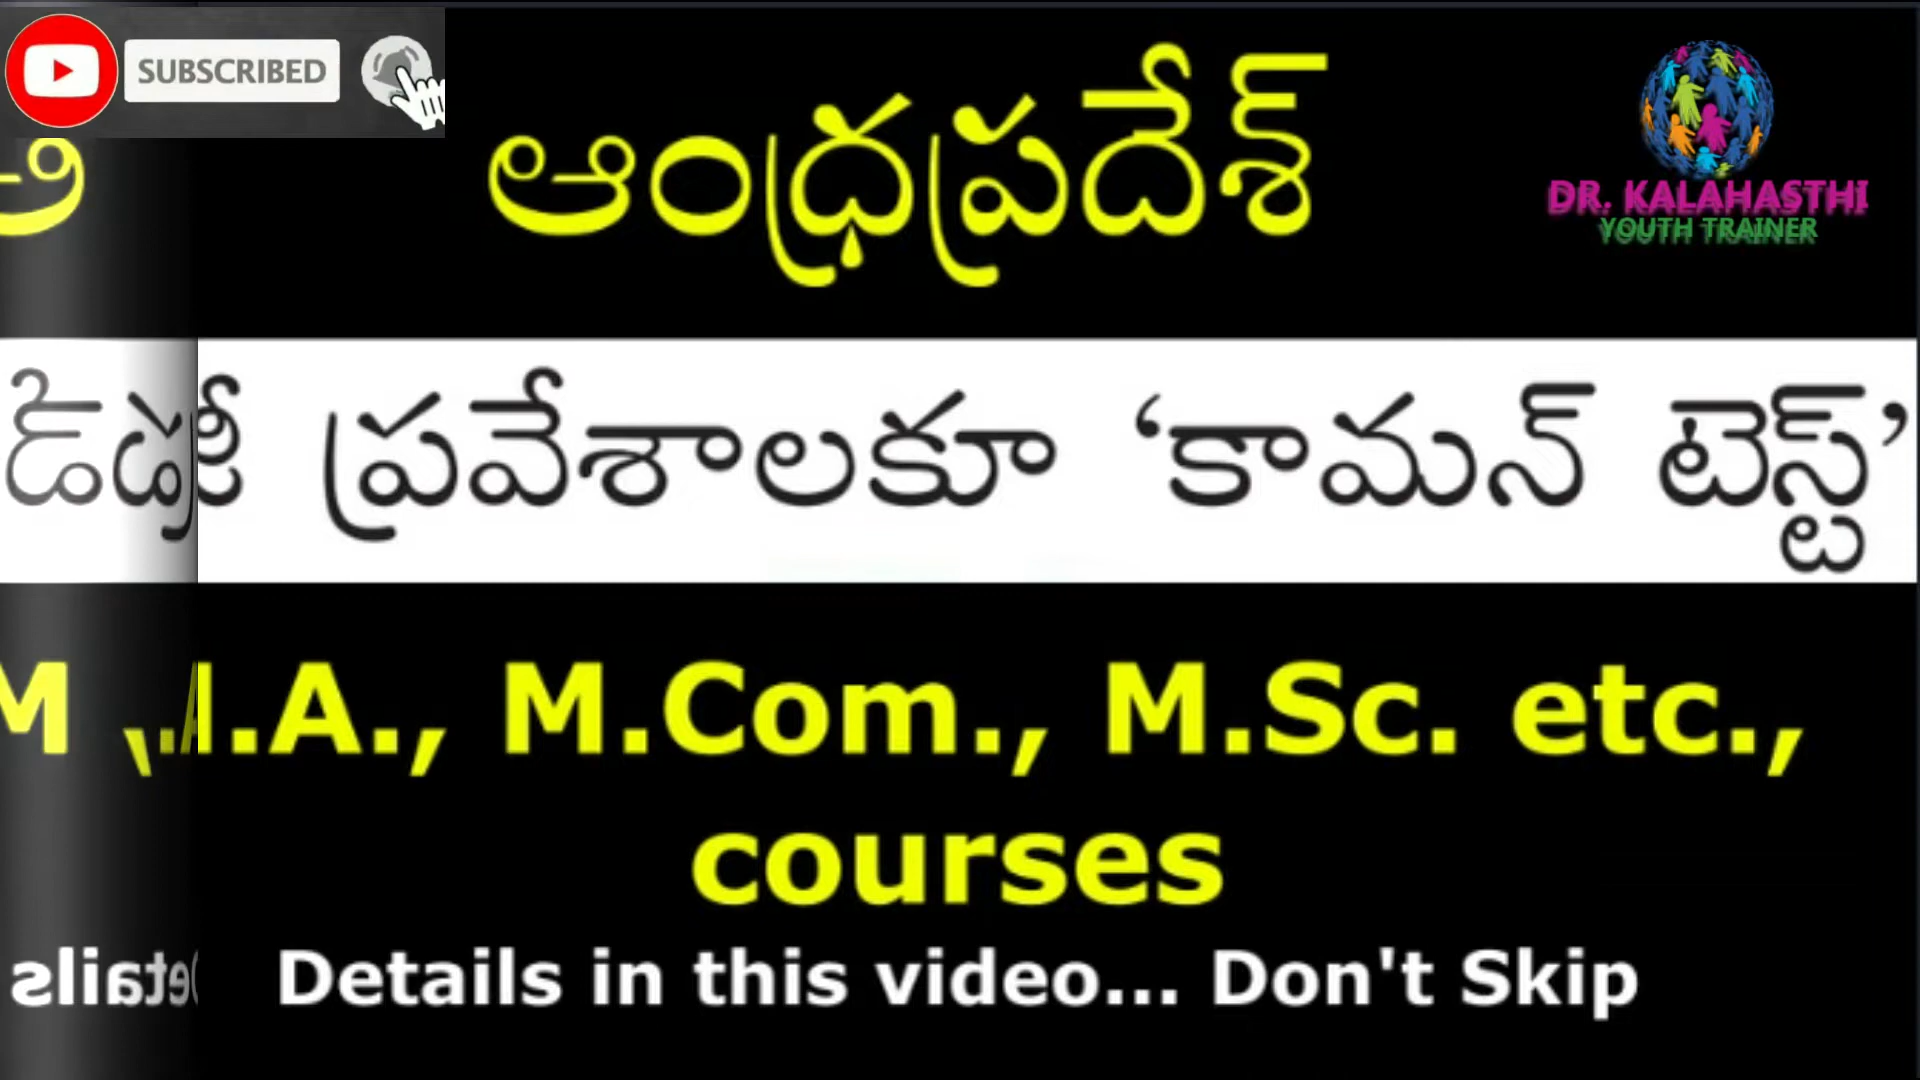 SUBSCRIBED
ఆంధ్రప్రదేశ్
DR. KALAHASTHI
YOUTH TRAINER
ప్రవేశాలకూ ‘కామన్ టెస్ట్’
.A., M.Com., M.Sc. etc.,
courses
Details in this video... Don't Skip